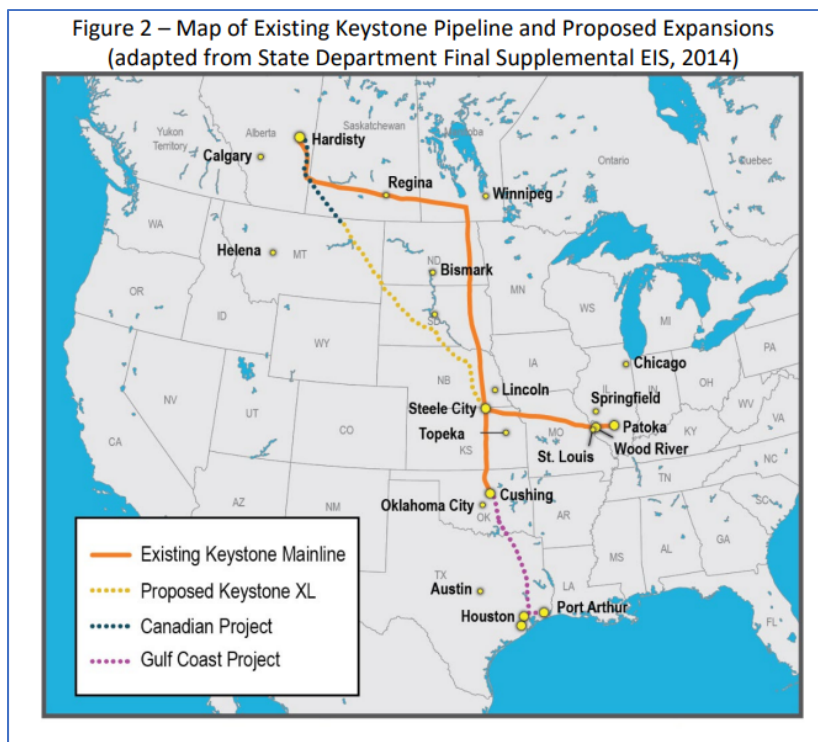 Figure 2 – Map of Existing Keystone Pipeline and Proposed Expansions
(adapted from State Department Final Supplemental EIS, 2014)
Yukon
Territory
Alberta
Hardisty
Saskatchewan
Manitoba
Calgary
Ontario
Quebec
Regina
Winnipeg
WA
Helena
MT
ND
Bismark
MN
OR
ID
SD
WI
MI
WY
IA
Chicago
PA
NV
UT
NB
Lincoln
IL
IN
OH
Springfield
Steele City
CO
Topeka
KS
MO
Patoka
KY
WV
VA
CA
St. Louis
Wood River
TN
NC
Cushing
Oklahoma City
OK
AZ
NM
AR
SC
MS
AL
GA
TX
LA
Austin
Houston
Port Arthur
FL
Existing Keystone Mainline
Proposed Keystone XL
Canadian Project
Gulf Coast Project